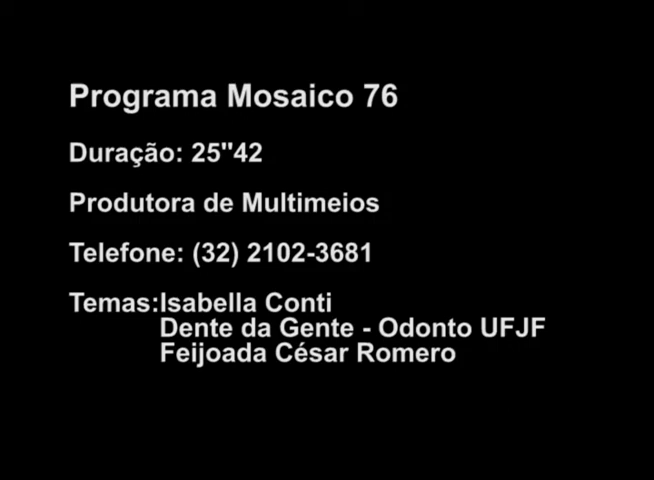 Programa Mosaico 76
Duração: 25"42
Produtora de Multimeios
Telefone: (32) 2102-3681
Temas:Isabella Conti
Dente da Gente - Odonto UFJF
Feijoada César Romero